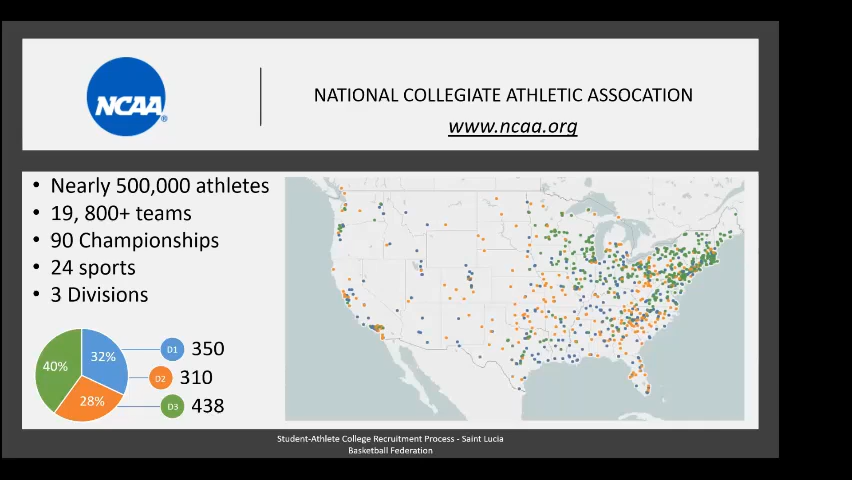 NCAA®
NATIONAL COLLEGIATE ATHLETIC ASSOCATION
www.ncaa.org
• Nearly 500,000 athletes
• 19, 800+ teams
• 90 Championships
• 24 sports
• 3 Divisions
40%
32%
28%
D1 350
D2 310
D3 438
Student-Athlete College Recruitment Process - Saint Lucia
Basketball Federation